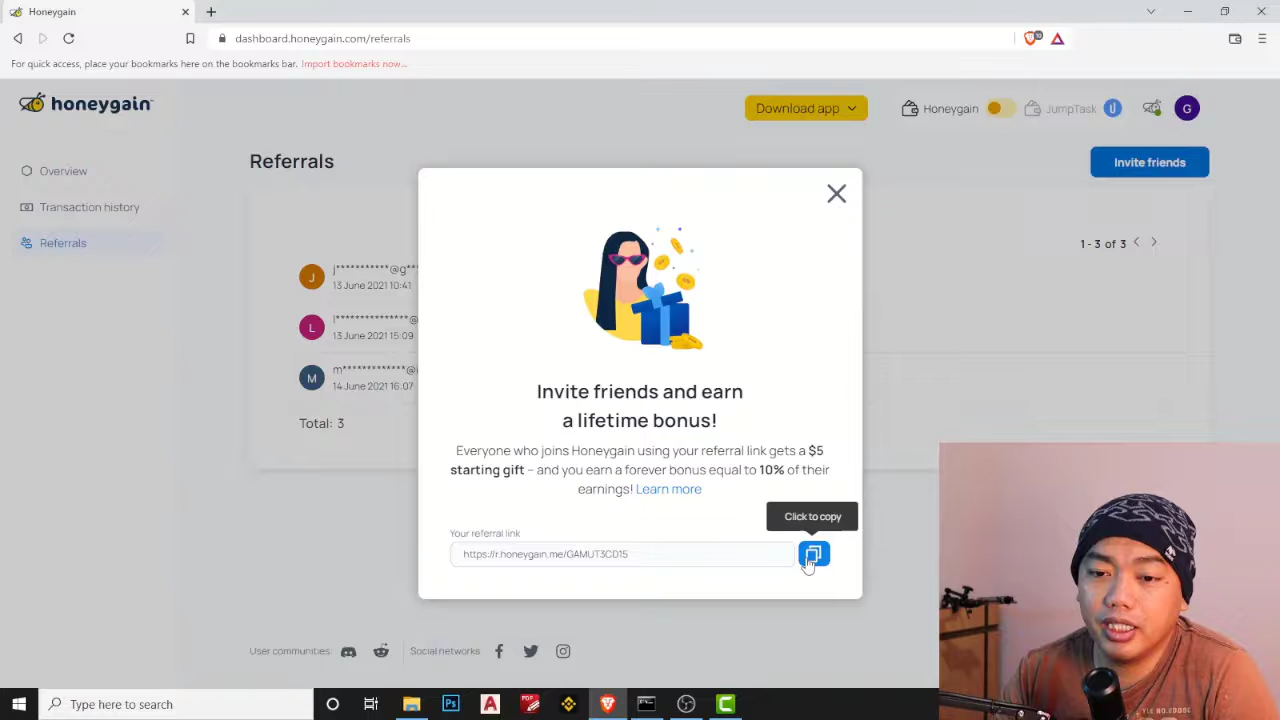 Honeygain
dashboard.honeygain.com/referrals
For quick access, place your bookmarks here on the bookmarks bar. Import bookmarks now...
honeygain
Download app
Honeygain
JumpTask
G
Overview
Transaction history
Referrals
Referrals
Invite friends
1 - 3 of 3
J
j***********@g**
13 June 2021 10:41
L
l***************@
13 June 2021 15:09
M
m*************@
14 June 2021 16:07
Total: 3
Invite friends and earn
a lifetime bonus!
Everyone who joins Honeygain using your referral link gets a $5
starting gift – and you earn a forever bonus equal to 10% of their
earnings! Learn more
Click to copy
Your referral link
https://r.honeygain.me/GAMUT3CD15
User communities:
Social networks
Type here to search